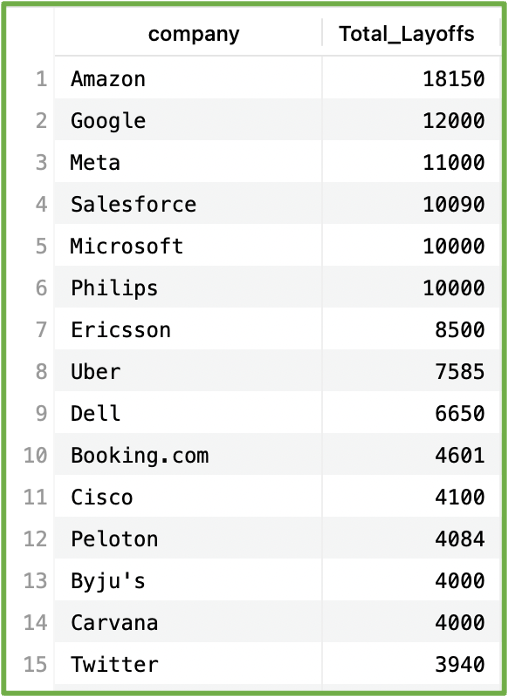 company Total_Layoffs
1 Amazon 18150
2 Google 12000
3 Meta 11000
4 Salesforce 10090
5 Microsoft 10000
6 Philips 10000
7 Ericsson 8500
8 Uber 7585
9 Dell 6650
10 Booking.com 4601
11 Cisco 4100
12 Peloton 4084
13 Byju's 4000
14 Carvana 4000
15 Twitter 3940